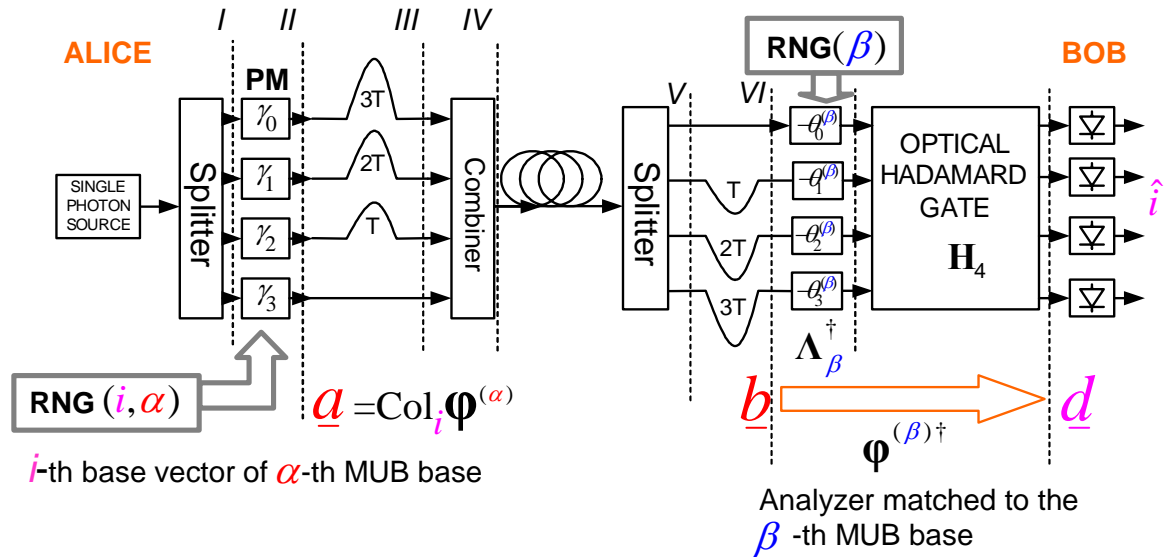 I II III IV
ALICE
PM
SINGLE
PHOTON
SOURCE
Splitter
γ₀
γ₁
γ₂
γ₃
3T
2T
T
Combiner
RNG (i, α)
a = Colᵢ φ^(α)
i-th base vector of α-th MUB base
RNG(β)
BOB
V VI
Splitter
T
2T
3T
−θ₀^(β)
−θ₁^(β)
−θ₂^(β)
−θ₃^(β)
Λ_β^†
OPTICAL
HADAMARD
GATE
H₄
î
b
d
φ^(β)†
Analyzer matched to the
β -th MUB base